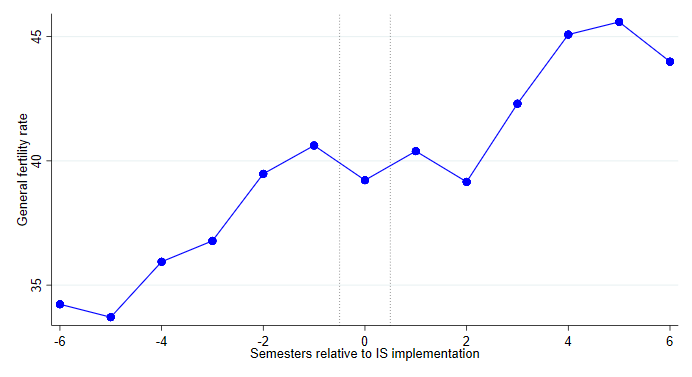 General fertility rate
45
40
35
-6 -4 -2 0 2 4 6
Semesters relative to IS implementation